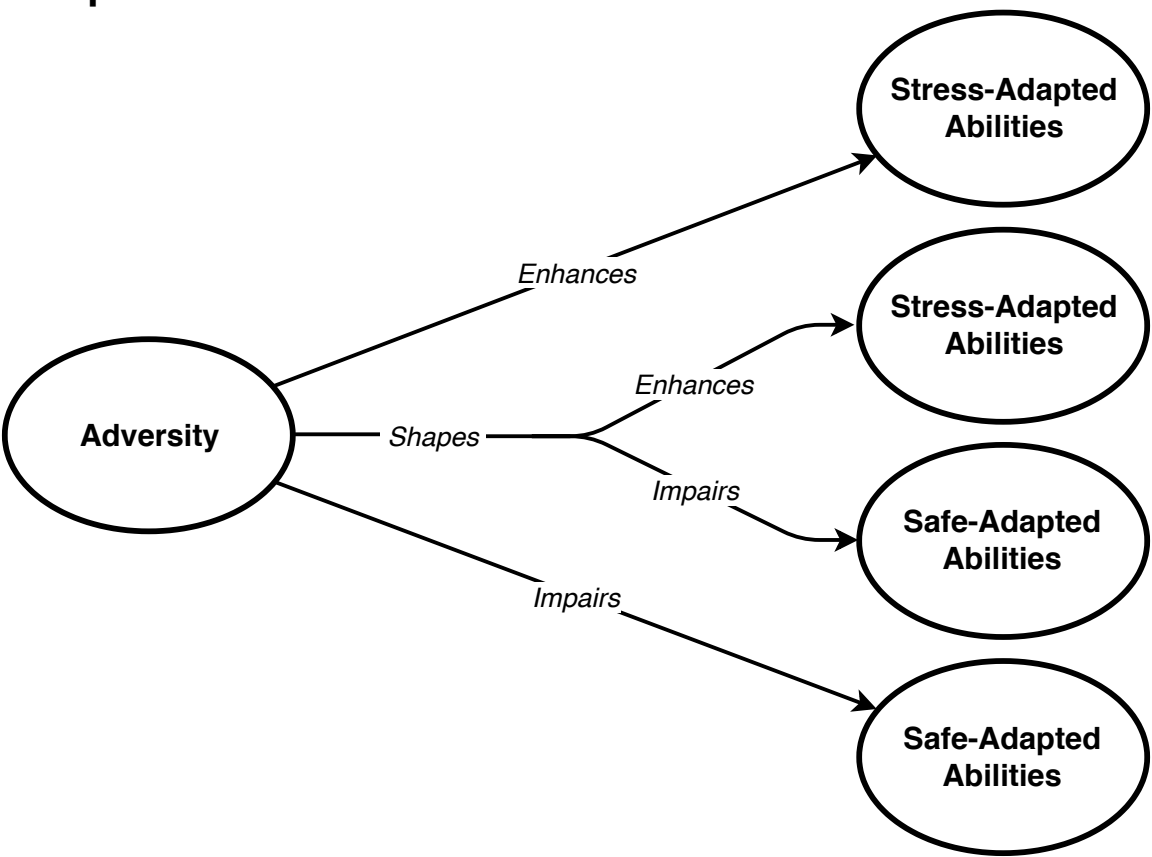 Stress-Adapted
Abilities
Enhances
Stress-Adapted
Abilities
Enhances
Adversity
Shapes
Impairs
Safe-Adapted
Abilities
Impairs
Safe-Adapted
Abilities